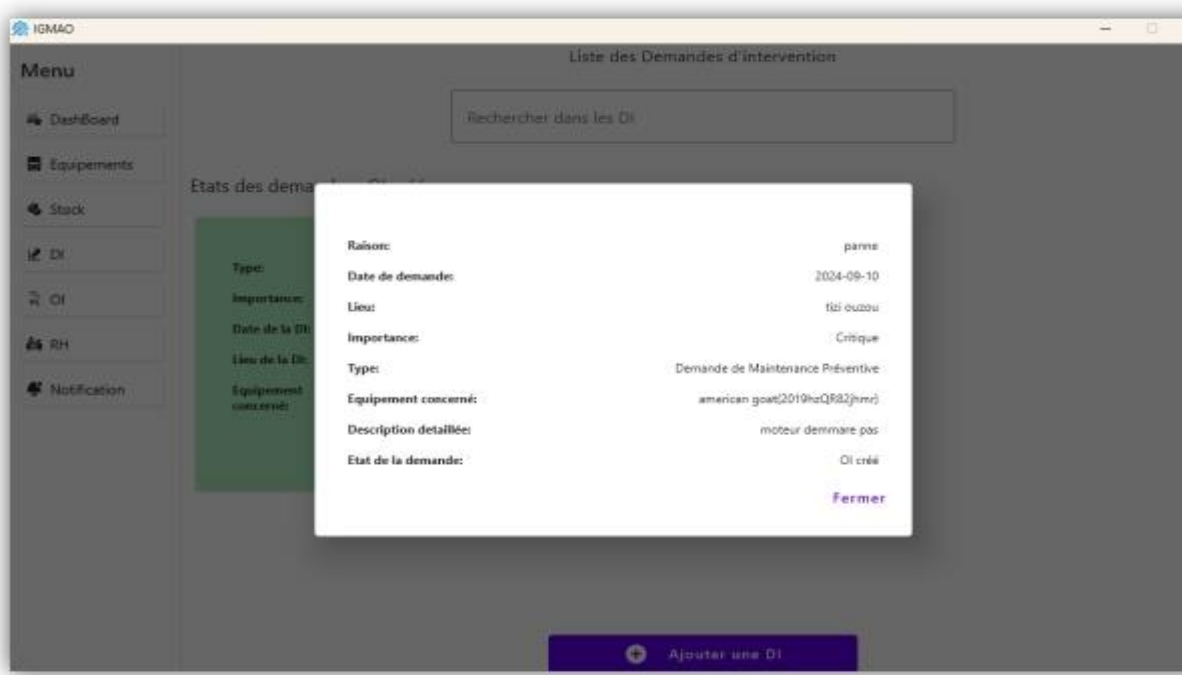 IGMAO
Menu
DashBoard
Equipements
Stock
DI
OI
RH
Notification
Liste des Demandes d'intervention
Rechercher dans les DI
Etats des
Type:
Importance:
Date de la DI:
Lieu de la DI:
Equipement
concerné:
Raison: panne
Date de demande: 2024-09-10
Lieu: tizi ouzou
Importance: Critique
Type: Demande de Maintenance Préventive
Equipement concerné: american
Description detaillée: moteur demmare pas
Etat de la demande: OI créé
Fermer
Ajouter une DI